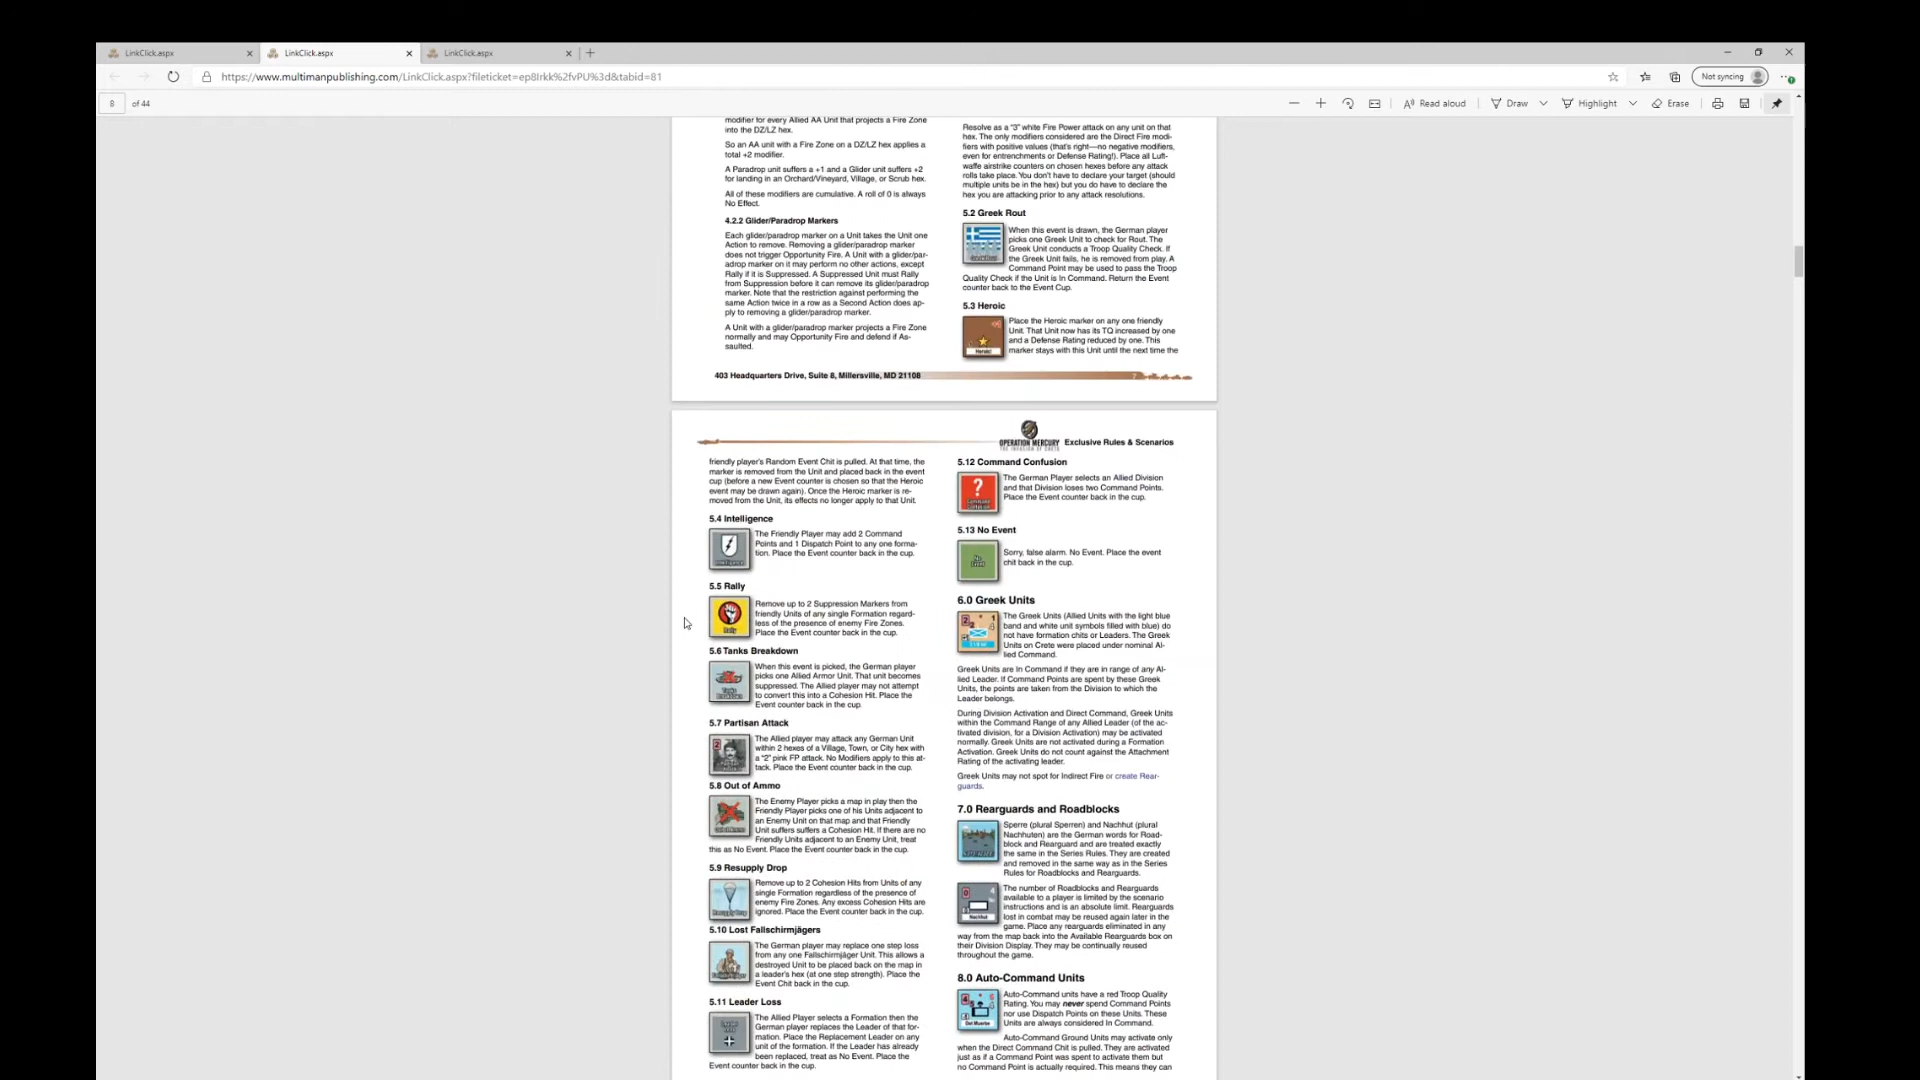 LinkClick.aspx
LinkClick.aspx
LinkClick.aspx
https://www.multimanpublishing.com/LinkClick.aspx?fileticket=ep8Irkk%2fvPU%3d&tabid=81
Not syncing
8 of 44
Read aloud
Draw
Highlight
Erase
modifier for every Allied AA Unit that projects a Fire Zone
into the DZ/LZ hex.
So an AA unit with a Fire Zone on a DZ/LZ hex applies a
total +2 modifier.
A Paradrop unit suffers a +1 and a Glider unit suffers +2
for landing in an Orchard/Vineyard, Village, or Scrub hex.
All of these modifiers are cumulative. A roll of 0 is always
No Effect.
4.2.2 Glider/Paradrop Markers
Each glider/paradrop marker on a Unit takes the Unit one
Action to remove. Removing a glider/paradrop marker
does not trigger Opportunity Fire. A Unit with a glider/par-
adrop marker on it may perform no other actions, except
Rally if it is Suppressed. A Suppressed Unit must Rally
from Suppression before it can remove its glider/paradrop
marker. Note that the restriction against performing the
same Action twice in a row as a Second Action does ap-
ply to removing a glider/paradrop marker.
A Unit with a glider/paradrop marker projects a Fire Zone
normally and may Opportunity Fire and defend if As-
saulted.
Resolve as a "3" white Fire Power attack on any unit on that
hex. The only modifiers considered are the Direct Fire modi-
fiers with positive values (that's right—no negative modifiers,
even for entrenchments or Defense Rating!). Place all Luft-
waffe airstrike counters on chosen hexes before any attack
rolls take place. You don't have to declare your target (should
multiple units be in the hex) but you do have to declare the
hex you are attacking prior to any attack resolutions.
5.2 Greek Rout
When this event is drawn, the German player
picks one Greek Unit to check for Rout. The
Greek Unit conducts a Troop Quality Check. If
the Greek Unit fails, he is removed from play. A
Command Point may be used to pass the Troop
Quality Check if the Unit is In Command. Return the Event
counter back to the Event Cup.
5.3 Heroic
Heroic!
Place the Heroic marker on any one friendly
Unit. That Unit now has its TQ increased by one
and a Defense Rating reduced by one. This
marker stays with this Unit until the next time the
403 Headquarters Drive, Suite 8, Millersville, MD 21108
7
OPERATION MERCURY
THE INVASION OF CRETE
Exclusive Rules & Scenarios
friendly player's Random Event Chit is pulled. At that time, the
marker is removed from the Unit and placed back in the event
cup (before a new Event counter is chosen so that the Heroic
event may be drawn again). Once the Heroic marker is re-
moved from the Unit, its effects no longer apply to that Unit.
5.4 Intelligence
Intelligence
The Friendly Player may add 2 Command
Points and 1 Dispatch Point to any one forma-
tion. Place the Event counter back in the cup.
5.5 Rally
Rally
Remove up to 2 Suppression Markers from
friendly Units of any single Formation regard-
less of the presence of enemy Fire Zones.
Place the Event counter back in the cup.
5.6 Tanks Breakdown
Tanks
Breakdown
When this event is picked, the German player
picks one Allied Armor Unit. That unit becomes
suppressed. The Allied player may not attempt
to convert this into a Cohesion Hit. Place the
Event counter back in the cup.
5.7 Partisan Attack
2
The Allied player may attack any German Unit
within 2 hexes of a Village, Town, or City hex with
a "2" pink FP attack. No Modifiers apply to this at-
tack. Place the Event counter back in the cup.
5.8 Out of Ammo
The Enemy Player picks a map in play then the
Friendly Player picks one of his Units adjacent to
an Enemy Unit on that map and that Friendly
Unit suffers suffers a Cohesion Hit. If there are no
Friendly Units adjacent to an Enemy Unit, treat
this as No Event. Place the Event counter back in the cup.
5.9 Resupply Drop
Resupply Drop
Remove up to 2 Cohesion Hits from Units of any
single Formation regardless of the presence of
enemy Fire Zones. Any excess Cohesion Hits are
ignored. Place the Event counter back in the cup.
5.10 Lost Fallschirmjägers
The German player may replace one step loss
from any one Fallschirmjäger Unit. This allows a
destroyed Unit to be placed back on the map in
a leader's hex (at one step strength). Place the
Event Chit back in the cup.
5.11 Leader Loss
Leader
Loss
The Allied Player selects a Formation then the
German player replaces the Leader of that for-
mation. Place the Replacement Leader on any
unit of the formation. If the Leader has already
been replaced, treat as No Event. Place the
Event counter back in the cup.
5.12 Command Confusion
?
Command
Confusion
The German Player selects an Allied Division
and that Division loses two Command Points.
Place the Event counter back in the cup.
5.13 No Event
No
Event
Sorry, false alarm. No Event. Place the event
chit back in the cup.
6.0 Greek Units
The Greek Units (Allied Units with the light blue
band and white unit symbols filled with blue) do
not have formation chits or Leaders. The Greek
Units on Crete were placed under nominal Al-
lied Command.
Greek Units are In Command if they are in range of any Al-
lied Leader. If Command Points are spent by these Greek
Units, the points are taken from the Division to which the
Leader belongs.
During Division Activation and Direct Command, Greek Units
within the Command Range of any Allied Leader (of the ac-
tivated division, for a Division Activation) may be activated
normally. Greek Units are not activated during a Formation
Activation. Greek Units do not count against the Attachment
Rating of the activating leader.
Greek Units may not spot for Indirect Fire or create Rear-
guards.
7.0 Rearguards and Roadblocks
Sperre (plural Sperren) and Nachhut (plural
Nachhuten) are the German words for Road-
block and Rearguard and are treated exactly
the same in the Series Rules. They are created
and removed in the same way as in the Series
Rules for Roadblocks and Rearguards.
Nachhut
The number of Roadblocks and Rearguards
available to a player is limited by the scenario
instructions and is an absolute limit. Rearguards
lost in combat may be reused again later in the
game. Place any rearguards eliminated in any
way from the map back into the Available Rearguards box on
their Division Display. They may be continually reused
throughout the game.
8.0 Auto-Command Units
Auto-Command units have a red Troop Quality
Rating. You may never spend Command Points
nor use Dispatch Points on these Units. These
Units are always considered In Command.
Auto-Command Ground Units may activate only
when the Direct Command Chit is pulled. They are activated
just as if a Command Point was spent to activate them but
no Command Point is actually required. This means they can